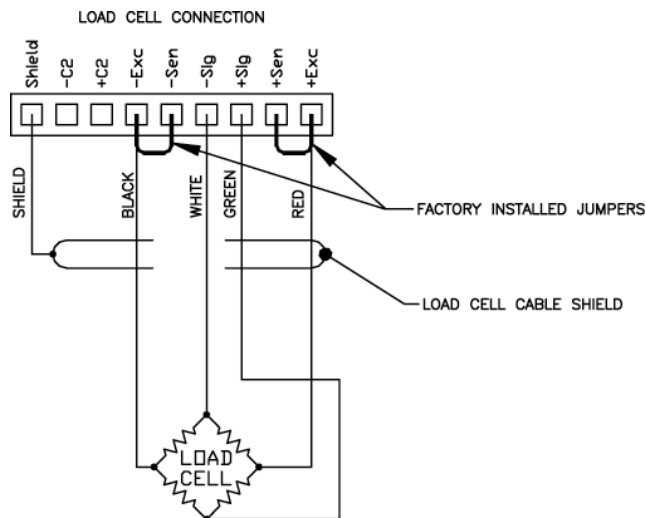 LOAD CELL CONNECTION
Shield
-C2
+C2
-Exc
-Sen
-Sig
+Sig
+Sen
+Exc
SHIELD
BLACK
WHITE
GREEN
RED
FACTORY INSTALLED JUMPERS
LOAD CELL CABLE SHIELD
LOAD
CELL